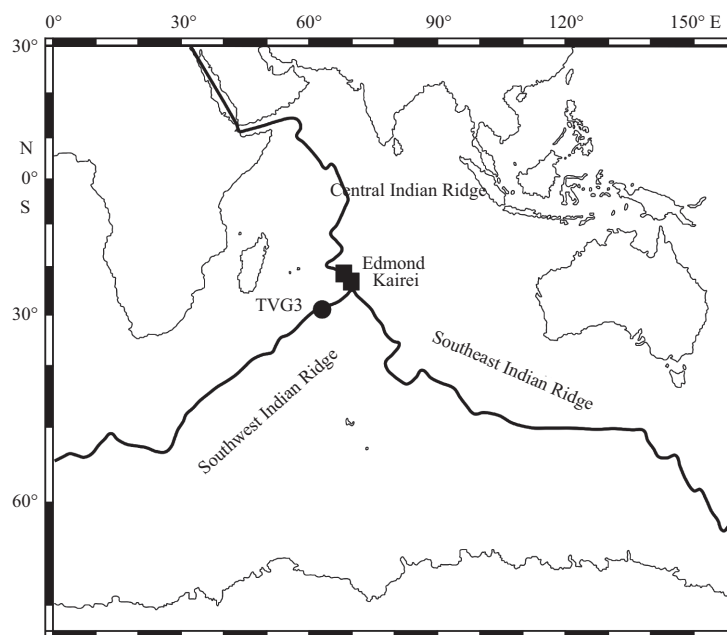 0° 30° 60° 90° 120° 150° E
30°
N
0°
S
Central Indian Ridge
Edmond
Kairei
TVG3
30°
Southeast Indian Ridge
Southwest Indian Ridge
60°